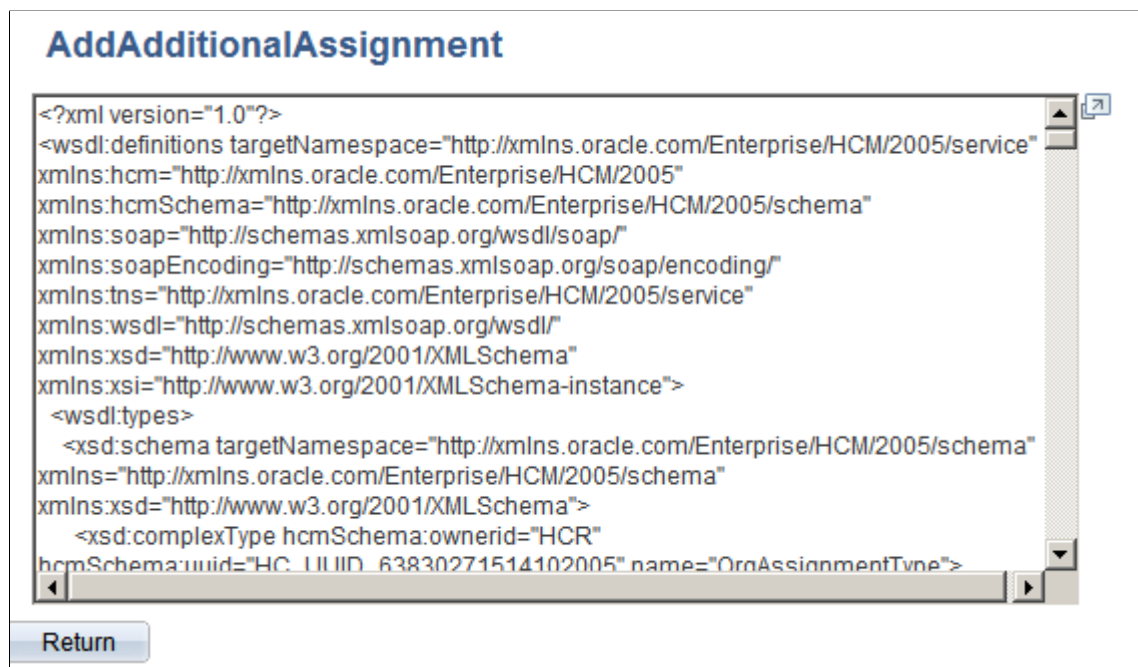 AddAdditionalAssignment
<?xml version="1.0"?>
<wsdl:definitions targetNamespace="http://xmlns.oracle.com/Enterprise/HCM/2005/service"
xmlns:hcm="http://xmlns.oracle.com/Enterprise/HCM/2005"
xmlns:hcmSchema="http://xmlns.oracle.com/Enterprise/HCM/2005/schema"
xmlns:soap="http://schemas.xmlsoap.org/wsdl/soap/"
xmlns:soapEncoding="http://schemas.xmlsoap.org/soap/encoding/"
xmlns:tns="http://xmlns.oracle.com/Enterprise/HCM/2005/service"
xmlns:wsdl="http://schemas.xmlsoap.org/wsdl/"
xmlns:xsd="http://www.w3.org/2001/XMLSchema"
xmlns:xsi="http://www.w3.org/2001/XMLSchema-instance">
<wsdl:types>
<xsd:schema targetNamespace="http://xmlns.oracle.com/Enterprise/HCM/2005/schema"
xmlns="http://xmlns.oracle.com/Enterprise/HCM/2005/schema"
xmlns:xsd="http://www.w3.org/2001/XMLSchema">
<xsd:complexType hcmSchema:ownerid="HCR"
hcmSchema:uuid="HC_UUID_63830271514102005" name="OrgAssignmentType">
Return